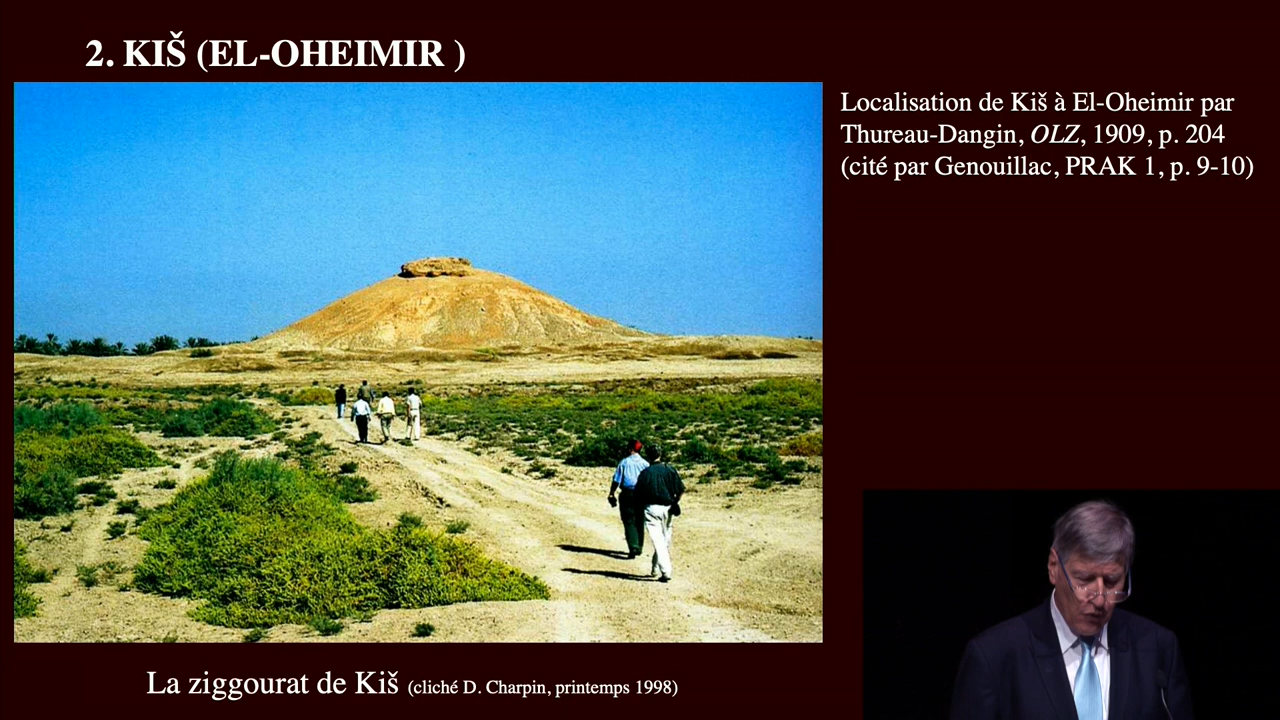 2. KIŠ (EL-OHEIMIR )
Localisation de Kiš à El-Oheimir par
Thureau-Dangin, OLZ, 1909, p. 204
(cité par Genouillac, PRAK 1, p. 9-10)
La ziggourat de Kiš (cliché D. Charpin, printemps 1998)